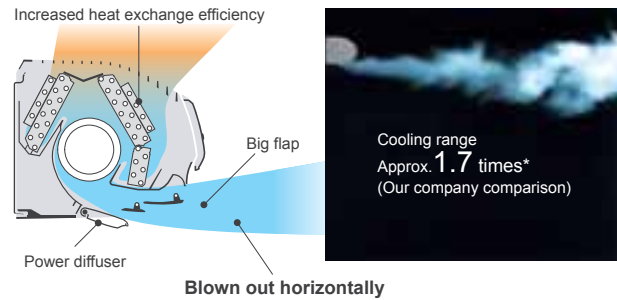 Increased heat exchange efficiency
Big flap
Power diffuser
Blown out horizontally
Cooling range
Approx.1.7 times*
(Our company comparison)